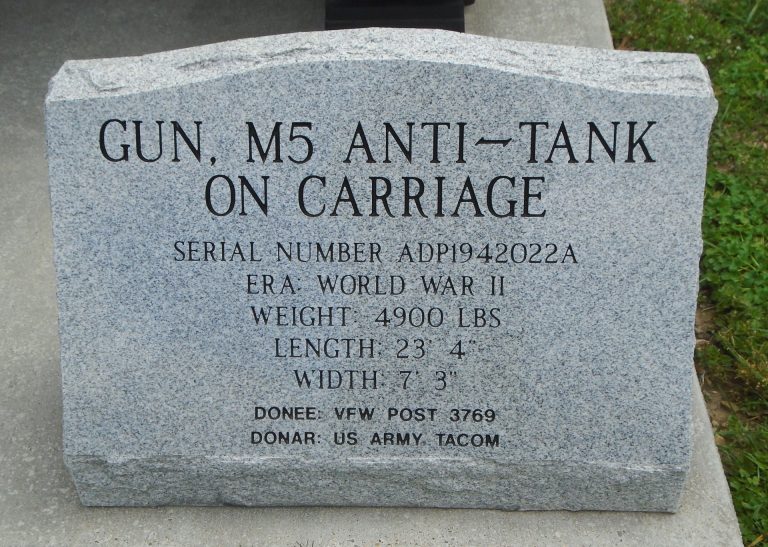 GUN, M5 ANTI-TANK
ON CARRIAGE
SERIAL NUMBER ADP1942022A
ERA: WORLD WAR II
WEIGHT: 4900 LBS
LENGTH: 23' 4"
WIDTH: 7' 3"
DONEE: VFW POST 3769
DONAR: US ARMY TACOM